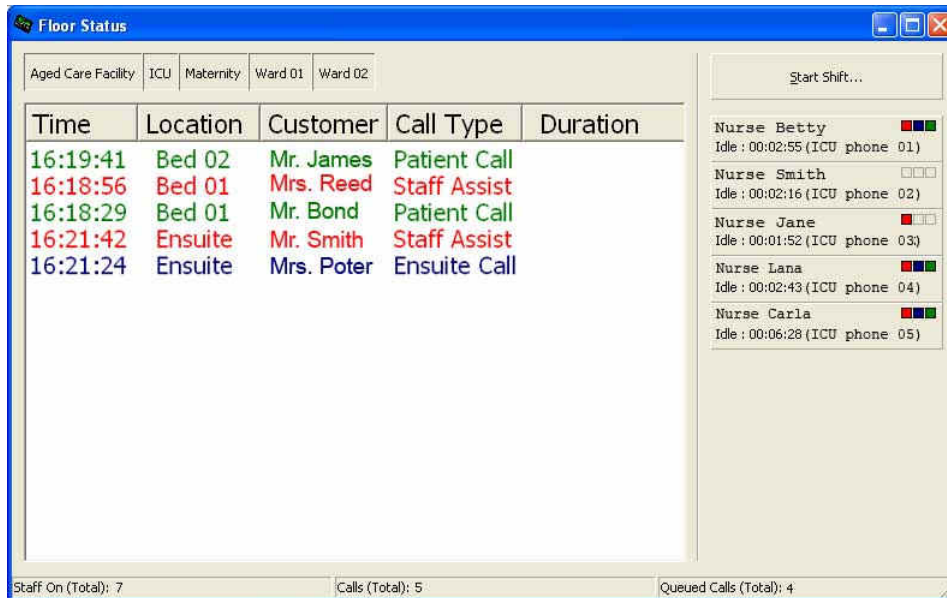 Floor Status
Aged Care Facility ICU Maternity Ward 01 Ward 02
Start Shift...
Time Location Customer Call Type Duration
16:19:41 Bed 02 Mr. James Patient Call
16:18:56 Bed 01 Mrs. Reed Staff Assist
16:18:29 Bed 01 Mr. Bond Patient Call
16:21:42 Ensuite Mr. Smith Staff Assist
16:21:24 Ensuite Mrs. Poter Ensuite Call
Nurse Betty
Idle : 00:02:55 (ICU phone 01)
Nurse Smith
Idle : 00:02:16 (ICU phone 02)
Nurse Jane
Idle : 00:01:52 (ICU phone 03)
Nurse Lana
Idle : 00:02:43 (ICU phone 04)
Nurse Carla
Idle : 00:06:28 (ICU phone 05)
Staff On (Total): 7 Calls (Total): 5 Queued Calls (Total): 4